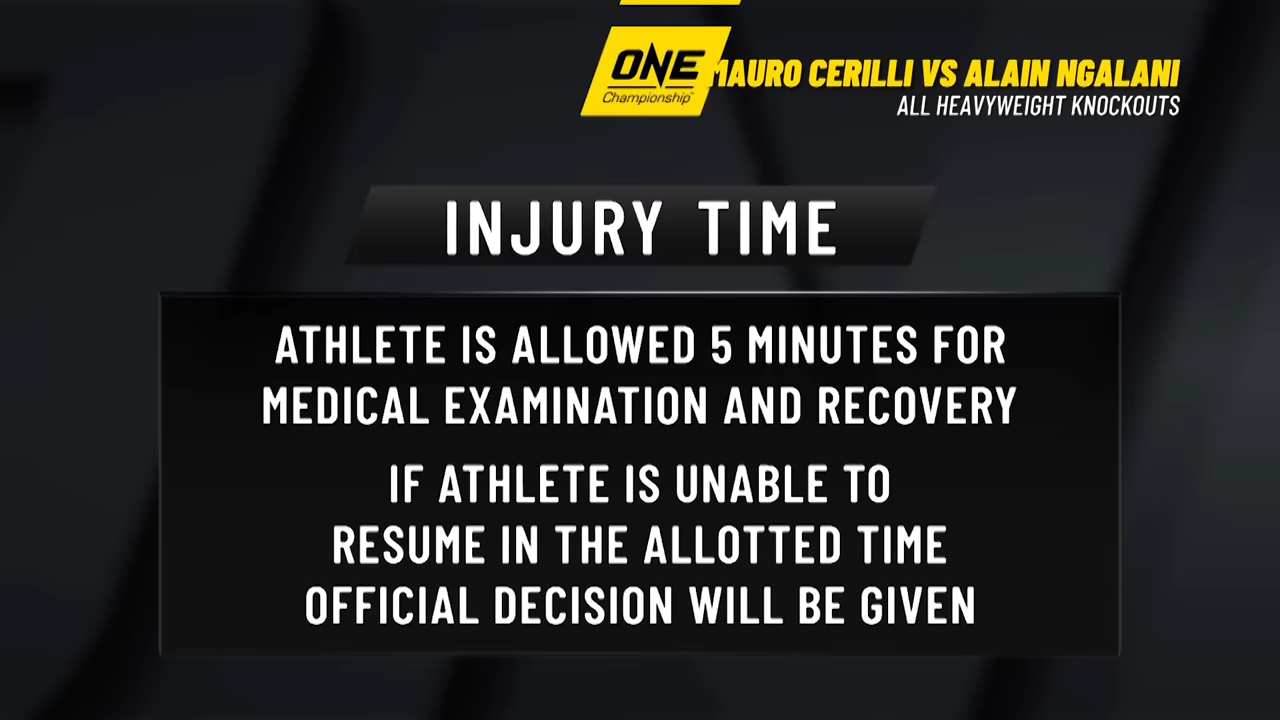 ONE
Championship
MAURO CERILLI VS ALAIN NGALANI
ALL HEAVYWEIGHT KNOCKOUTS
INJURY TIME
ATHLETE IS ALLOWED 5 MINUTES FOR
MEDICAL EXAMINATION AND RECOVERY
IF ATHLETE IS UNABLE TO
RESUME IN THE ALLOTTED TIME
OFFICIAL DECISION WILL BE GIVEN